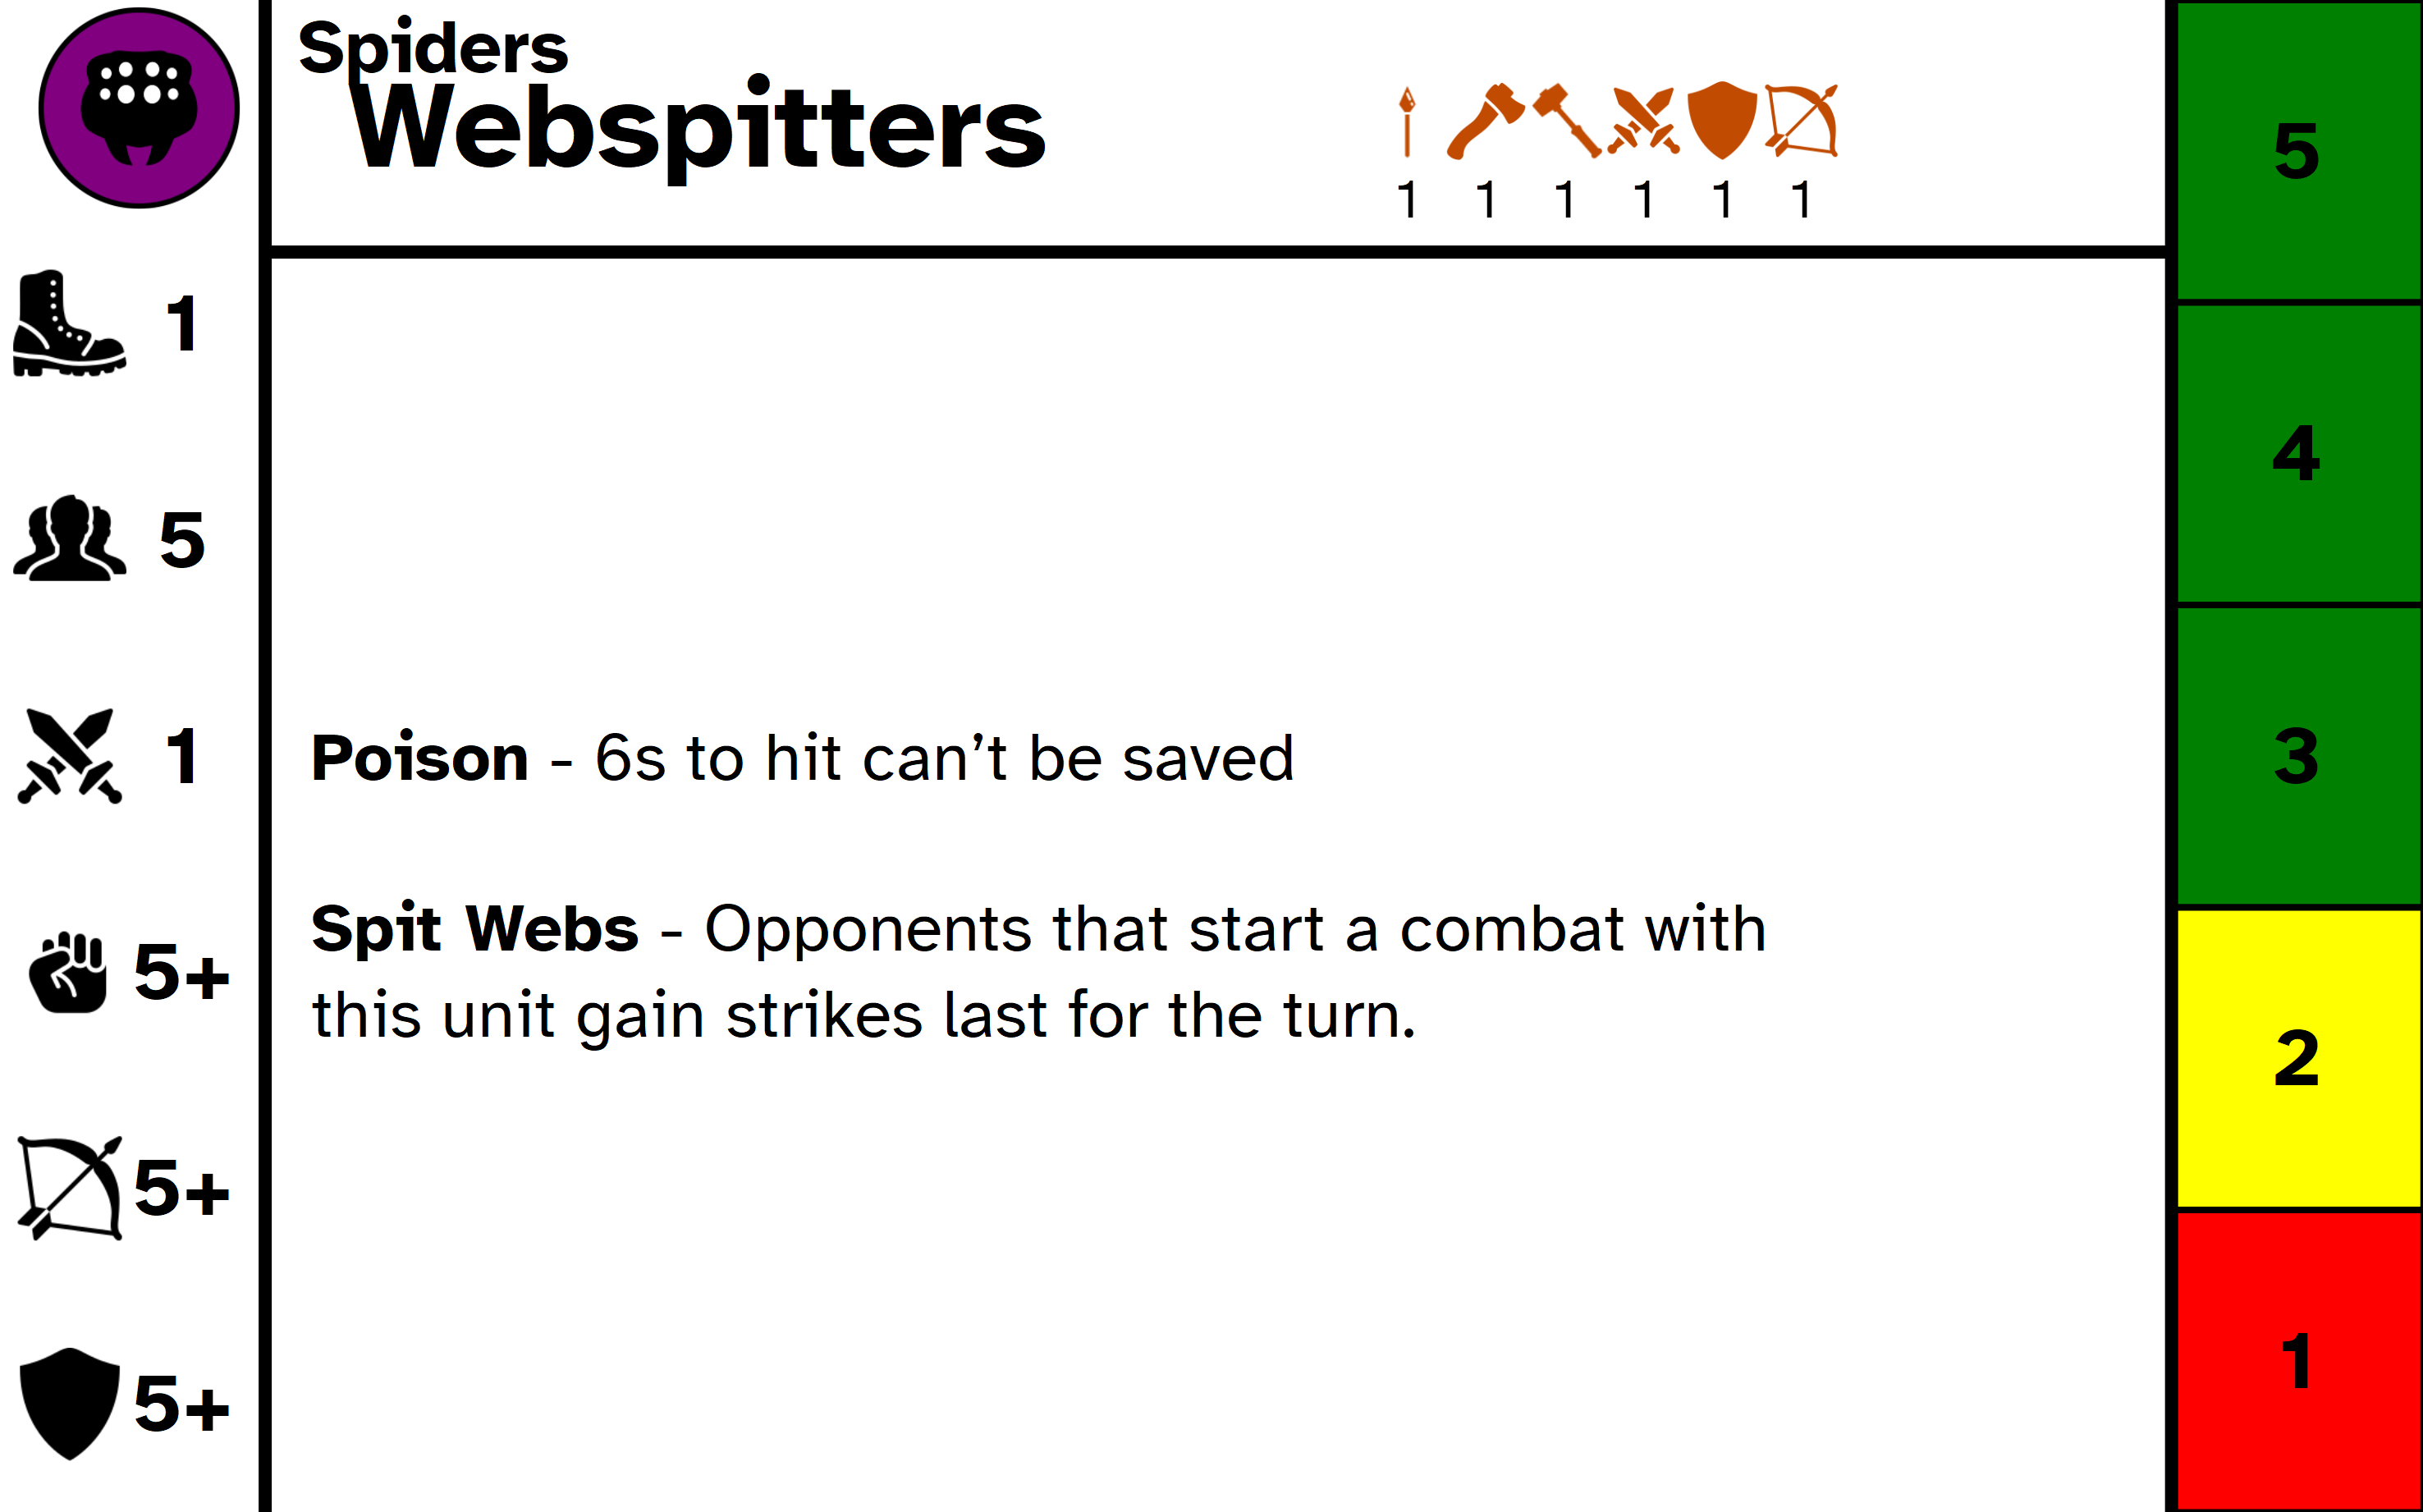 Spiders
Webspitters
1 1 1 1 1 1
1
5
1
5+
5+
5+
Poison - 6s to hit can’t be saved
Spit Webs - Opponents that start a combat with
this unit gain strikes last for the turn.
5
4
3
2
1